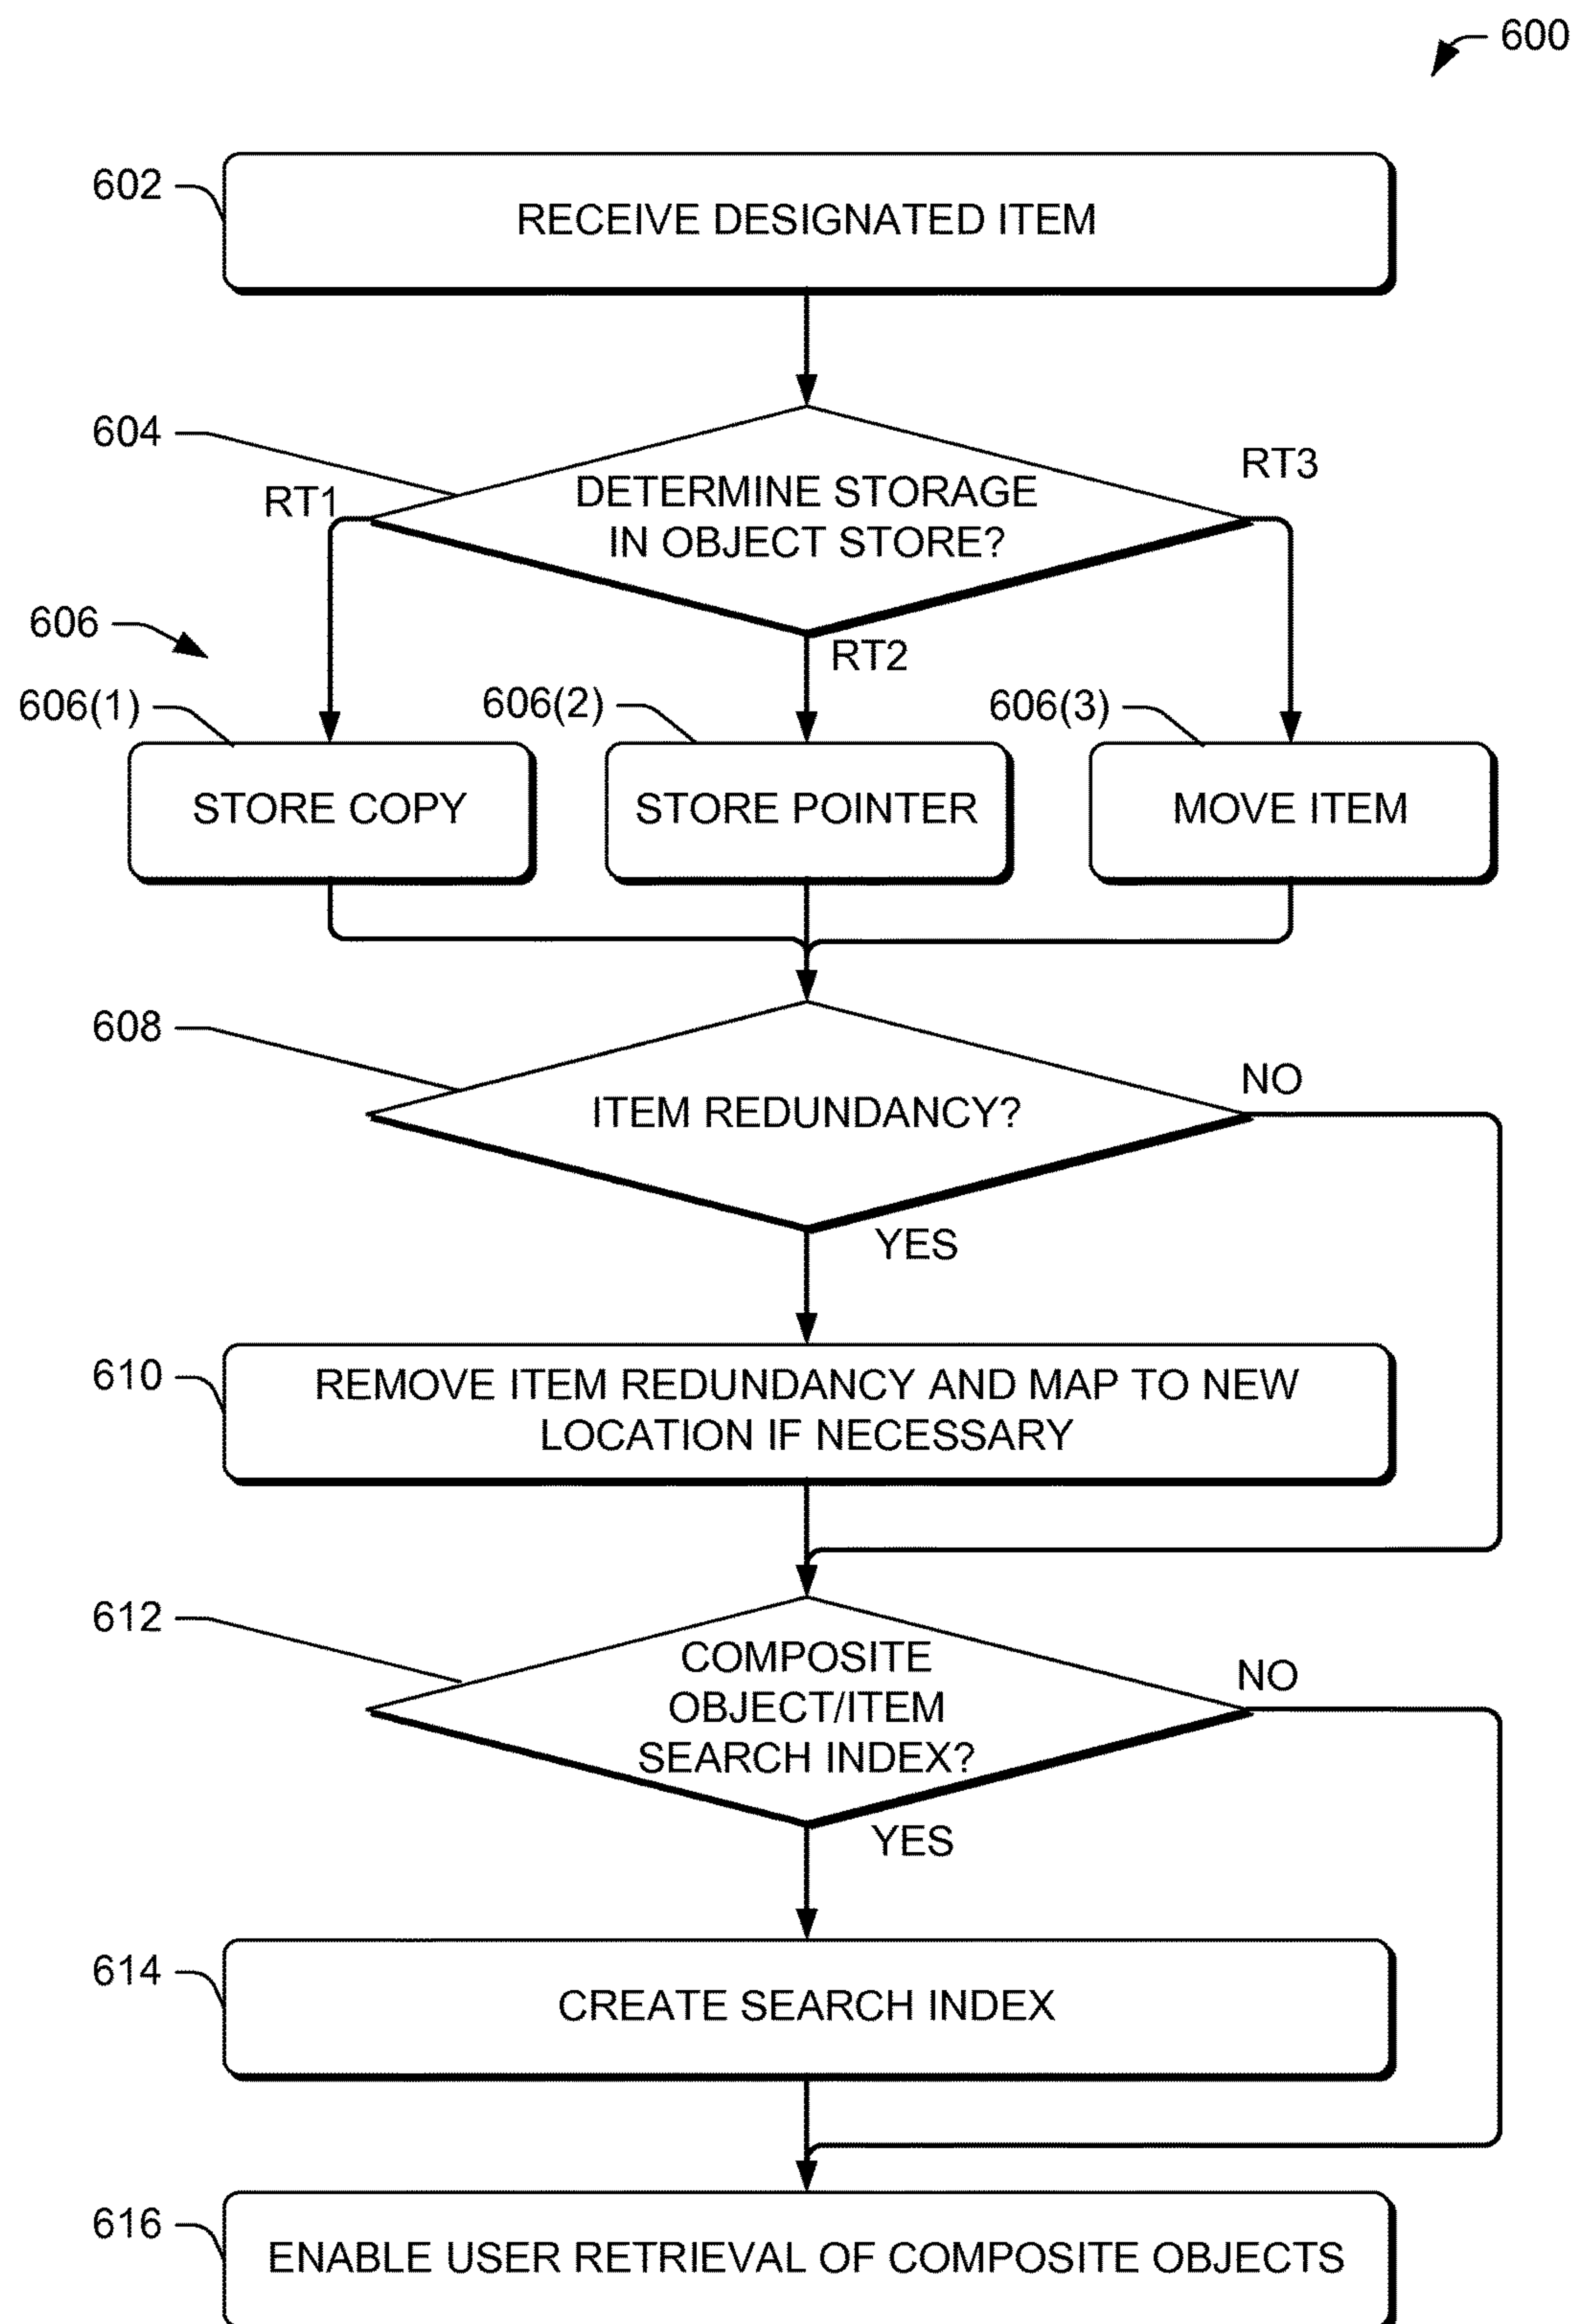 600
602
RECEIVE DESIGNATED ITEM
604
RT1
DETERMINE STORAGE
IN OBJECT STORE?
RT3
RT2
606
606(1)
606(2)
606(3)
STORE COPY
STORE POINTER
MOVE ITEM
608
ITEM REDUNDANCY?
NO
YES
610
REMOVE ITEM REDUNDANCY AND MAP TO NEW
LOCATION IF NECESSARY
612
COMPOSITE
OBJECT/ITEM
SEARCH INDEX?
NO
YES
614
CREATE SEARCH INDEX
616
ENABLE USER RETRIEVAL OF COMPOSITE OBJECTS